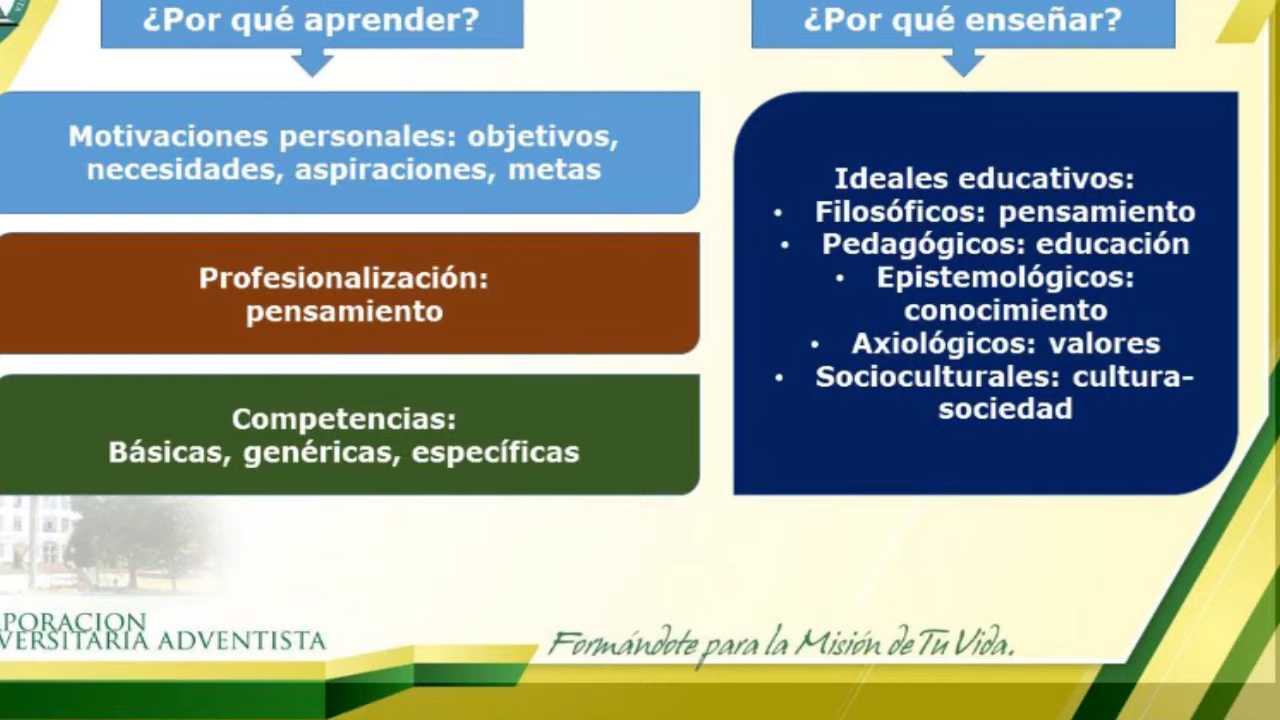 ¿Por qué aprender?
Motivaciones personales: objetivos,
necesidades, aspiraciones, metas
Profesionalización:
pensamiento
Competencias:
Básicas, genéricas, específicas
¿Por qué enseñar?
Ideales educativos:
• Filosóficos: pensamiento
• Pedagógicos: educación
• Epistemológicos:
conocimiento
• Axiológicos: valores
• Socioculturales: cultura-
sociedad
PORACION
VERSITARIA ADVENTISTA
Formándote para la Misión de Tu Vida.